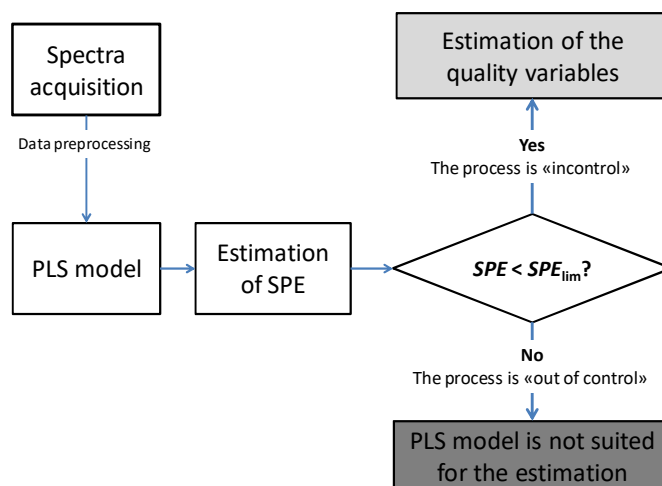 Spectra
acquisition
Data preprocessing
PLS model
Estimation
of SPE
SPE < SPElim?
Yes
The process is «incontrol»
Estimation of the
quality variables
No
The process is «out of control»
PLS model is not suited
for the estimation